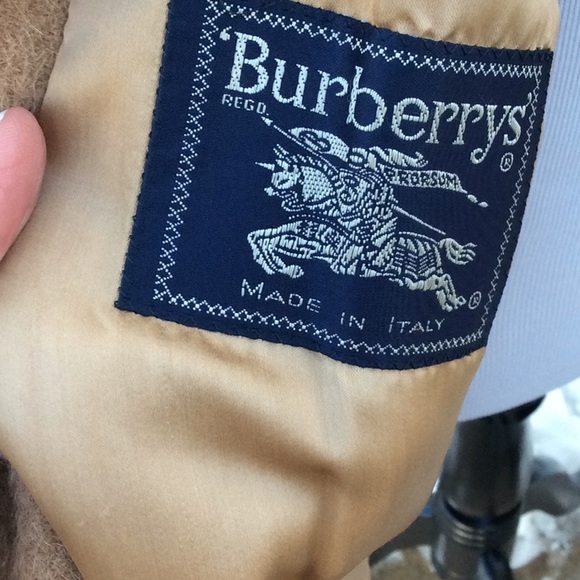 'Burberrys'
REGD
®
PRORSUM
®
MADE IN ITALY